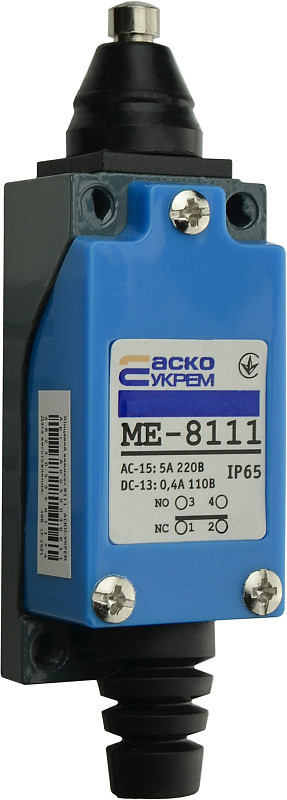 аско
УКРЕМ
ME-8111
AC-15: 5A 220В
DC-13: 0,4A 110В
IP65
NO 3 4
NC 1 2